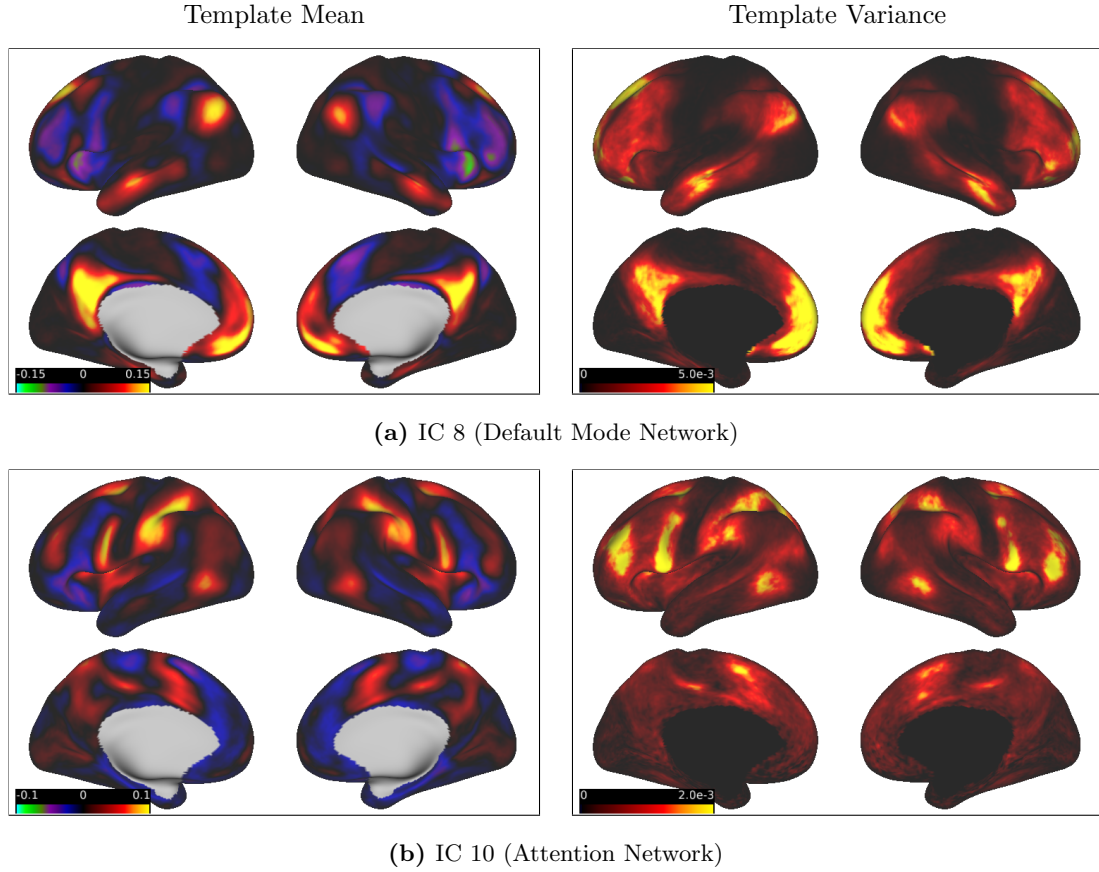 Template Mean Template Variance
-0.15 0 0.15 0 5.0e-3
(a) IC 8 (Default Mode Network)
-0.1 0 0.1 0 2.0e-3
(b) IC 10 (Attention Network)